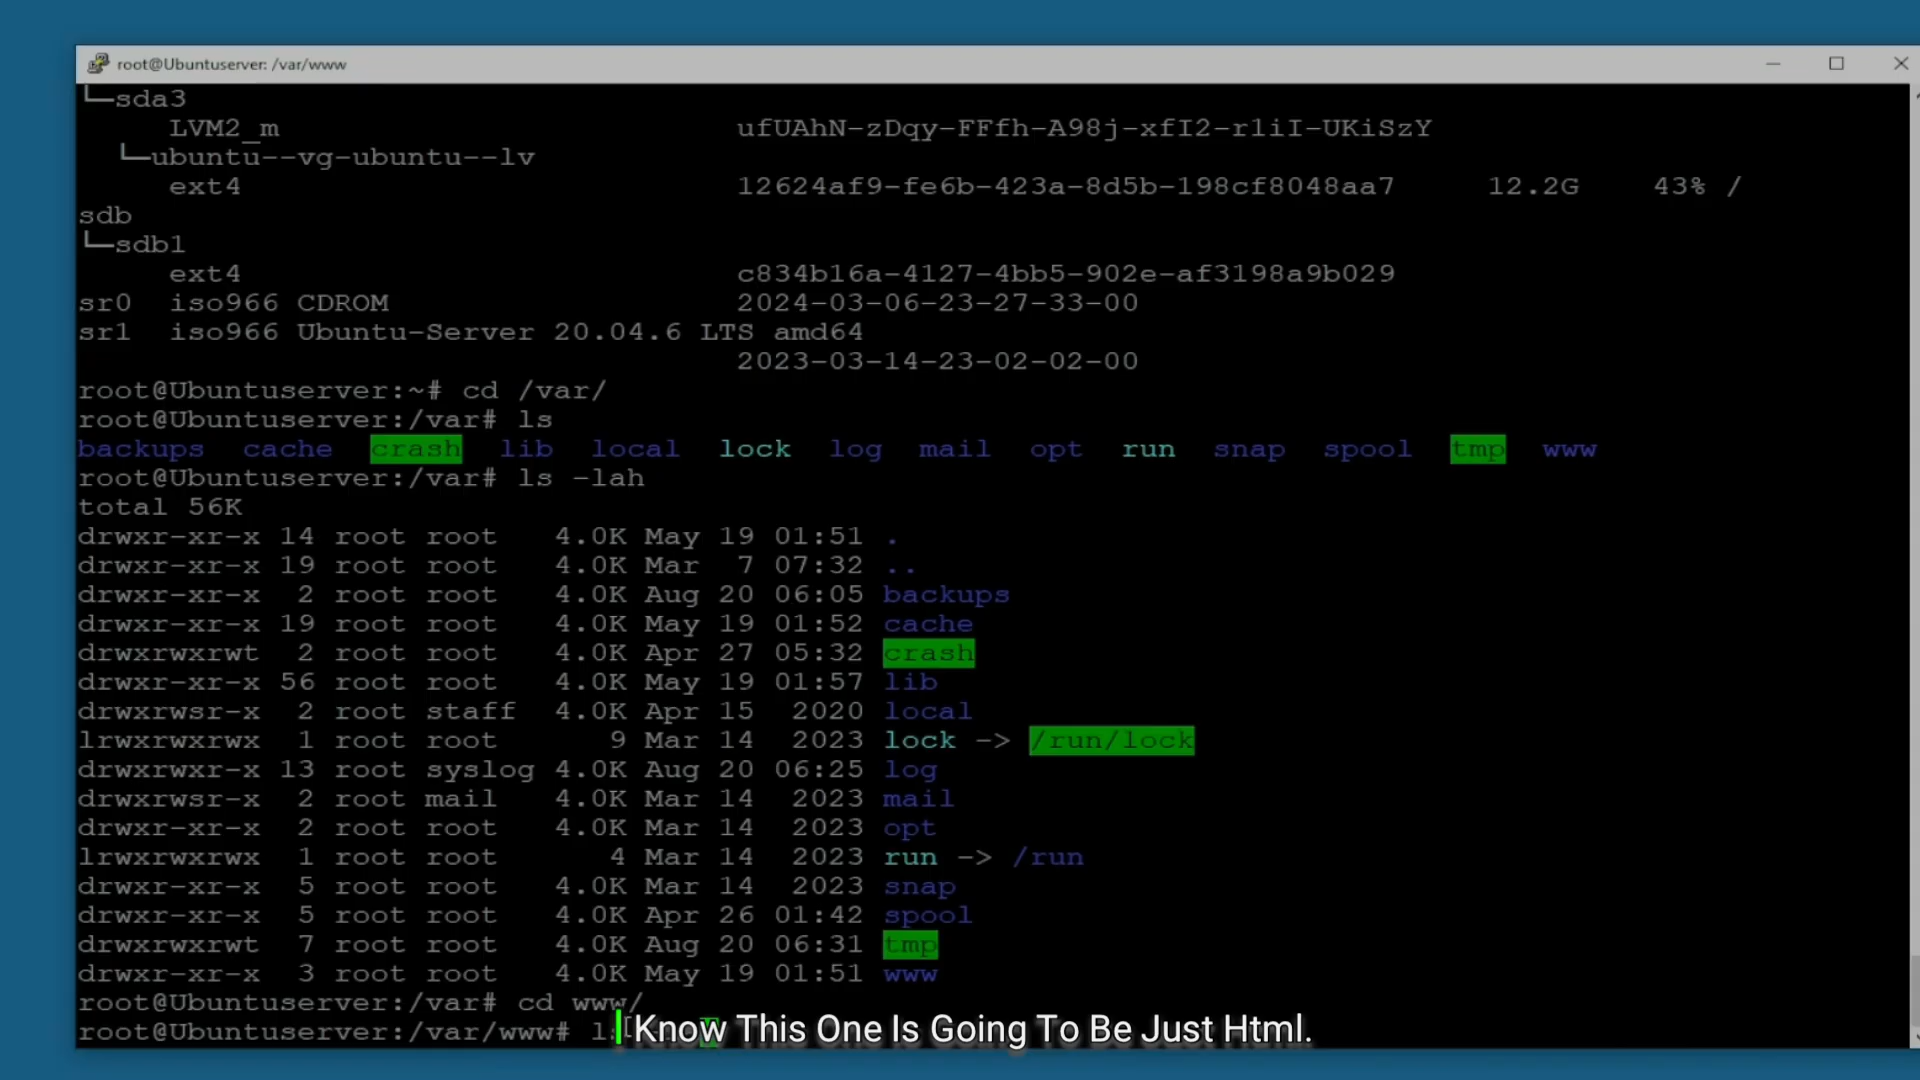 root@Ubuntuserver: /var/www
└─sda3
LVM2_m ufUAhN-zDqy-FFfh-A98j-xfI2-r1iI-UKiSzY
└─ubuntu--vg-ubuntu--lv
ext4 12624af9-fe6b-423a-8d5b-198cf8048aa7 12.2G 43% /
sdb
└─sdb1
ext4 c834b16a-4127-4bb5-902e-af3198a9b029
sr0 iso966 CDROM 2024-03-06-23-27-33-00
sr1 iso966 Ubuntu-Server 20.04.6 LTS amd64
2023-03-14-23-02-02-00
root@Ubuntuserver:~# cd /var/
root@Ubuntuserver:/var# ls
backups cache crash lib local lock log mail opt run snap spool tmp www
root@Ubuntuserver:/var# ls -lah
total 56K
drwxr-xr-x 14 root root 4.0K May 19 01:51 .
drwxr-xr-x 19 root root 4.0K Mar 7 07:32 ..
drwxr-xr-x 2 root root 4.0K Aug 20 06:05 backups
drwxr-xr-x 19 root root 4.0K May 19 01:52 cache
drwxrwxrwt 2 root root 4.0K Apr 27 05:32 crash
drwxr-xr-x 56 root root 4.0K May 19 01:57 lib
drwxrwsr-x 2 root staff 4.0K Apr 15 2020 local
lrwxrwxrwx 1 root root 9 Mar 14 2023 lock -> /run/lock
drwxrwxr-x 13 root syslog 4.0K Aug 20 06:25 log
drwxrwsr-x 2 root mail 4.0K Mar 14 2023 mail
drwxr-xr-x 2 root root 4.0K Mar 14 2023 opt
lrwxrwxrwx 1 root root 4 Mar 14 2023 run -> /run
drwxr-xr-x 5 root root 4.0K Mar 14 2023 snap
drwxr-xr-x 5 root root 4.0K Apr 26 01:42 spool
drwxrwxrwt 7 root root 4.0K Aug 20 06:31 tmp
drwxr-xr-x 3 root root 4.0K May 19 01:51 www
root@Ubuntuserver:/var# cd www/
root@Ubuntuserver:/var/www#
I Know This One Is Going To Be Just Html.